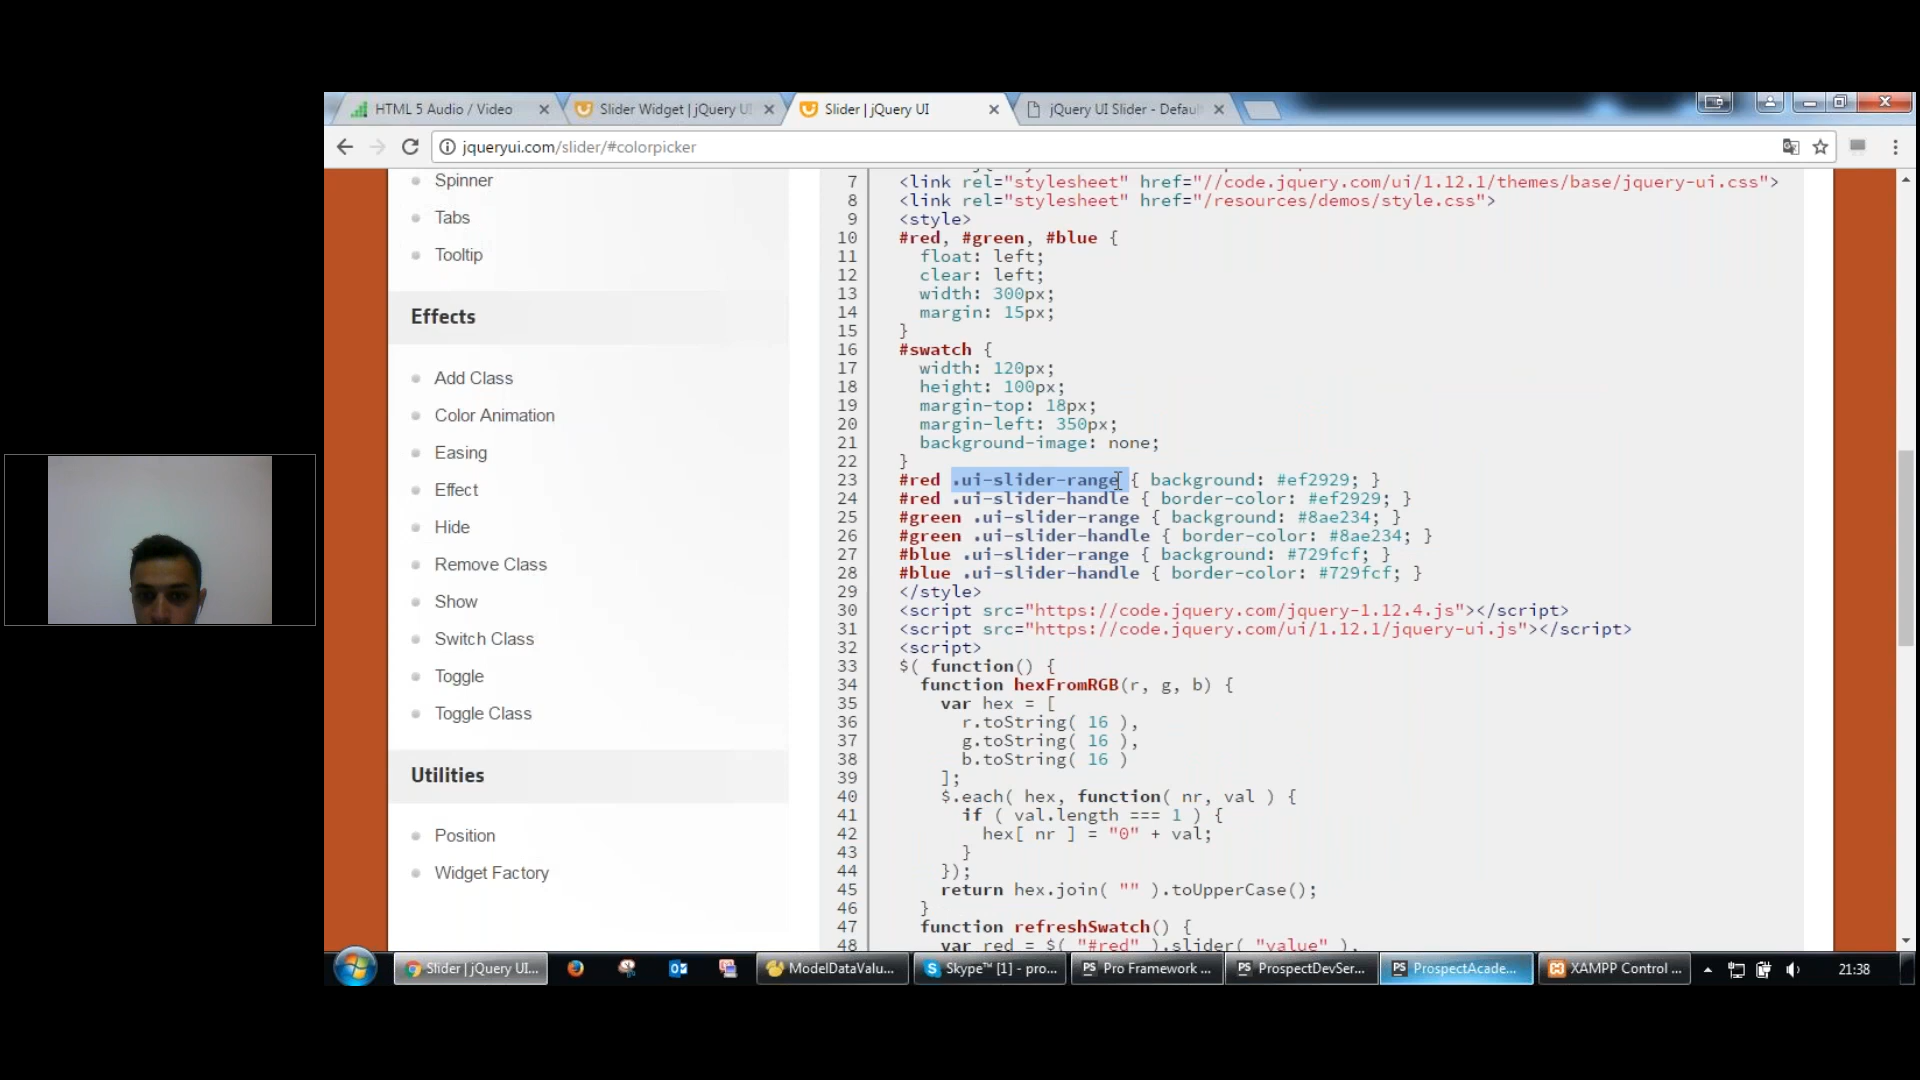 HTML 5 Audio / Video
Slider Widget | jQuery U
Slider | jQuery UI
jQuery UI Slider - Defau
jqueryui.com/slider/#colorpicker
Spinner
Tabs
Tooltip
Effects
Add Class
Color Animation
Easing
Effect
Hide
Remove Class
Show
Switch Class
Toggle
Toggle Class
Utilities
Position
Widget Factory
7 <link rel="stylesheet" href="//code.jquery.com/ui/1.12.1/themes/base/jquery-ui.css">
8 <link rel="stylesheet" href="/resources/demos/style.css">
9 <style>
10 #red, #green, #blue {
11 float: left;
12 clear: left;
13 width: 300px;
14 margin: 15px;
15 }
16 #swatch {
17 width: 120px;
18 height: 100px;
19 margin-top: 18px;
20 margin-left: 350px;
21 background-image: none;
22 }
23 #red .ui-slider-range { background: #ef2929; }
24 #red .ui-slider-handle { border-color: #ef2929; }
25 #green .ui-slider-range { background: #8ae234; }
26 #green .ui-slider-handle { border-color: #8ae234; }
27 #blue .ui-slider-range { background: #729fcf; }
28 #blue .ui-slider-handle { border-color: #729fcf; }
29 </style>
30 <script src="https://code.jquery.com/jquery-1.12.4.js"></script>
31 <script src="https://code.jquery.com/ui/1.12.1/jquery-ui.js"></script>
32 <script>
33 $( function() {
34 function hexFromRGB(r, g, b) {
35 var hex = [
36 r.toString( 16 ),
37 g.toString( 16 ),
38 b.toString( 16 )
39 ];
40 $.each( hex, function( nr, val ) {
41 if ( val.length === 1 ) {
42 hex[ nr ] = "0" + val;
43 }
44 });
45 return hex.join( "" ).toUpperCase();
46 }
47 function refreshSwatch() {
48 var red = $( "#red" ).slider( "value" ),
Slider | jQuery UI...
ModelDataValu...
Skype™ [1] - pro...
Pro Framework ...
ProspectDevSer...
ProspectAcade...
XAMPP Control ...
21:38